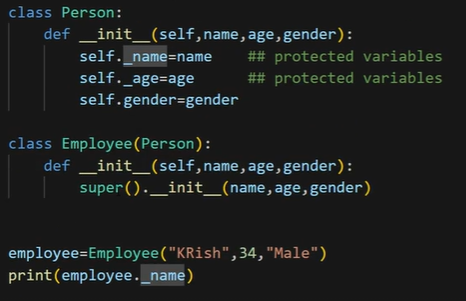 class Person:
    def __init__(self,name,age,gender):
        self._name=name    ## protected variables
        self._age=age      ## protected variables
        self.gender=gender
class Employee(Person):
    def __init__(self,name,age,gender):
        super().__init__(name,age,gender)
employee=Employee("KRish",34,"Male")
print(employee._name)